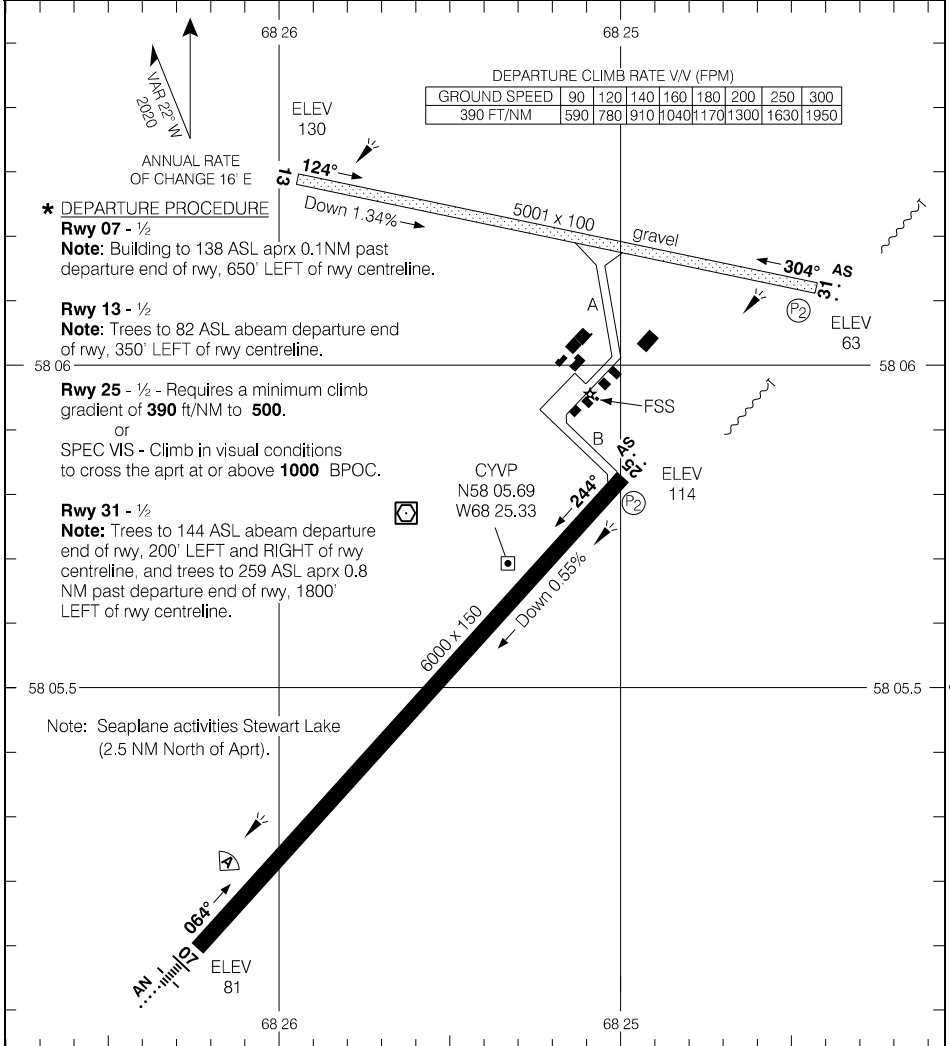 68 26
68 25
VAR 22° W
2020
ANNUAL RATE
OF CHANGE 16' E
DEPARTURE CLIMB RATE V/V (FPM)
GROUND SPEED 90 120 140 160 180 200 250 300
390 FT/NM 590 780 910 1040 1170 1300 1630 1950
ELEV
130
13
124°
Down 1.34%
5001 x 100
gravel
304°
AS
31
P2
ELEV
63
* DEPARTURE PROCEDURE
Rwy 07 - ½
Note: Building to 138 ASL aprx 0.1NM past
departure end of rwy, 650' LEFT of rwy centreline.
Rwy 13 - ½
Note: Trees to 82 ASL abeam departure end
of rwy, 350' LEFT of rwy centreline.
58 06
58 06
Rwy 25 - ½ - Requires a minimum climb
gradient of 390 ft/NM to 500.
or
SPEC VIS - Climb in visual conditions
to cross the aprt at or above 1000 BPOC.
Rwy 31 - ½
Note: Trees to 144 ASL abeam departure
end of rwy, 200' LEFT and RIGHT of rwy
centreline, and trees to 259 ASL aprx 0.8
NM past departure end of rwy, 1800'
LEFT of rwy centreline.
A
FSS
B
T
T
AS
25
244°
ELEV
114
P2
CYVP
N58 05.69
W68 25.33
Down 0.55%
6000 x 150
58 05.5
58 05.5
Note: Seaplane activities Stewart Lake
(2.5 NM North of Aprt).
A
064°
07
AN
ELEV
81
68 26
68 25